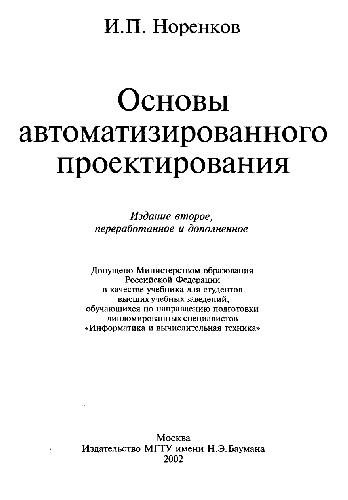 И.П. Норенков
Основы
автоматизированного
проектирования
Издание второе,
переработанное и дополненное
Допущено Министерством образования
Российской Федерации
в качестве учебника для студентов
высших учебных заведений,
обучающихся по направлению подготовки
дипломированных специалистов
«Информатика и вычислительная техника»
Москва
Издательство МГТУ имени Н.Э.Баумана
2002